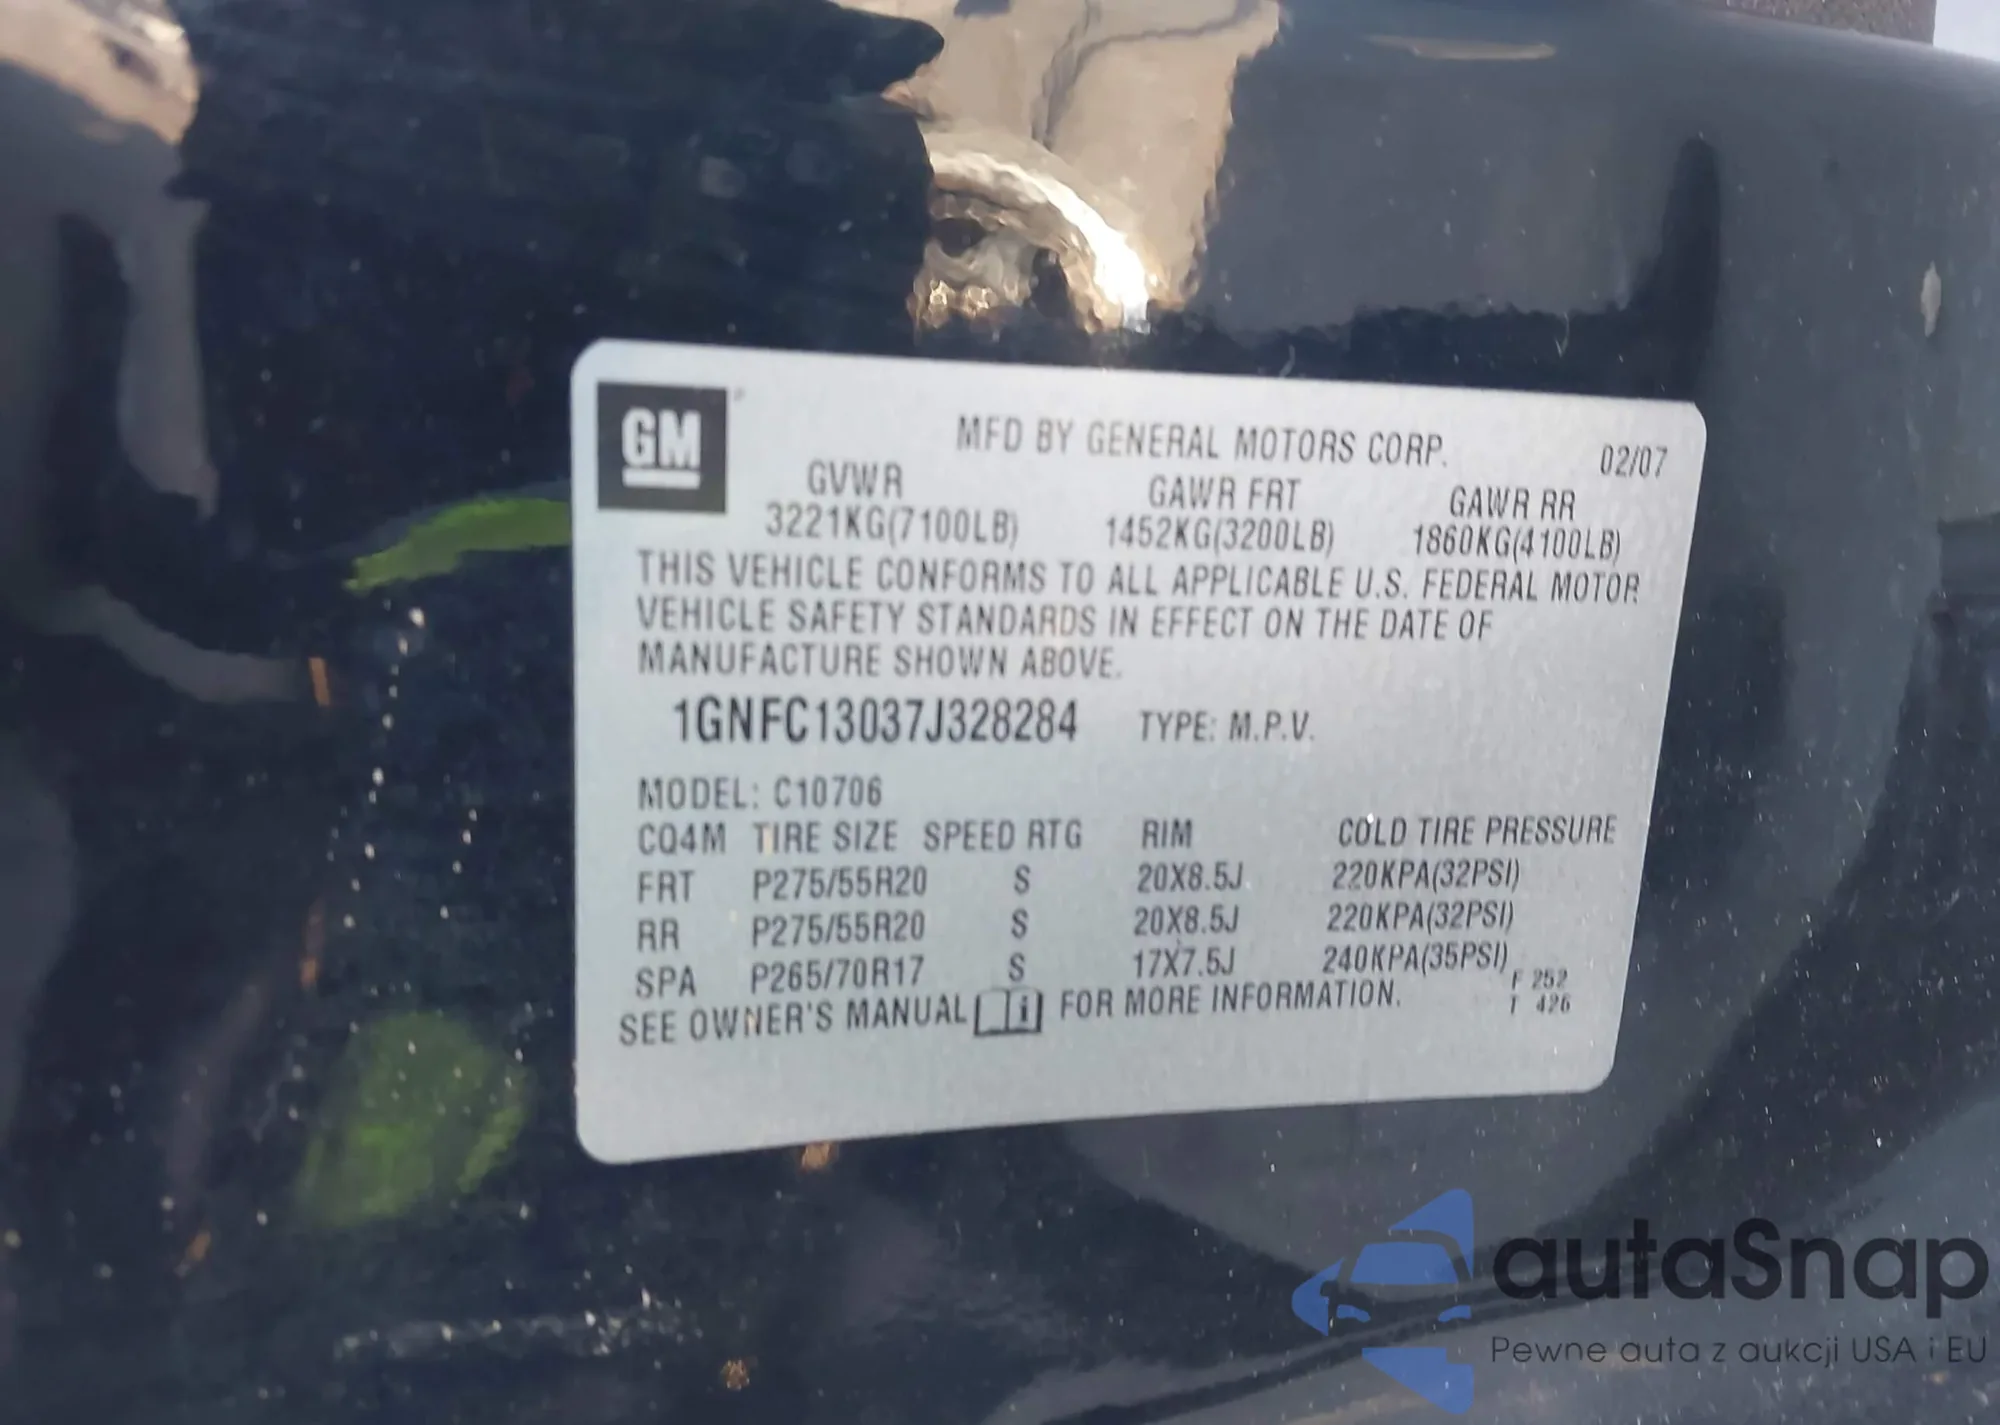 GM
MFD BY GENERAL MOTORS CORP. 02/07
GVWR GAWR FRT GAWR RR
3221KG(7100LB) 1452KG(3200LB) 1860KG(4100LB)
THIS VEHICLE CONFORMS TO ALL APPLICABLE U.S. FEDERAL MOTOR
VEHICLE SAFETY STANDARDS IN EFFECT ON THE DATE OF
MANUFACTURE SHOWN ABOVE.
1GNFC13037J328284 TYPE: M.P.V.
MODEL: C10706
CQ4M TIRE SIZE SPEED RTG RIM COLD TIRE PRESSURE
FRT P275/55R20 S 20X8.5J 220KPA(32PSI)
RR P275/55R20 S 20X8.5J 220KPA(32PSI)
SPA P265/70R17 S 17X7.5J 240KPA(35PSI)
SEE OWNER'S MANUAL i FOR MORE INFORMATION.
F 252
T 426
autaSnap
Pewne auta z aukcji USA i EU